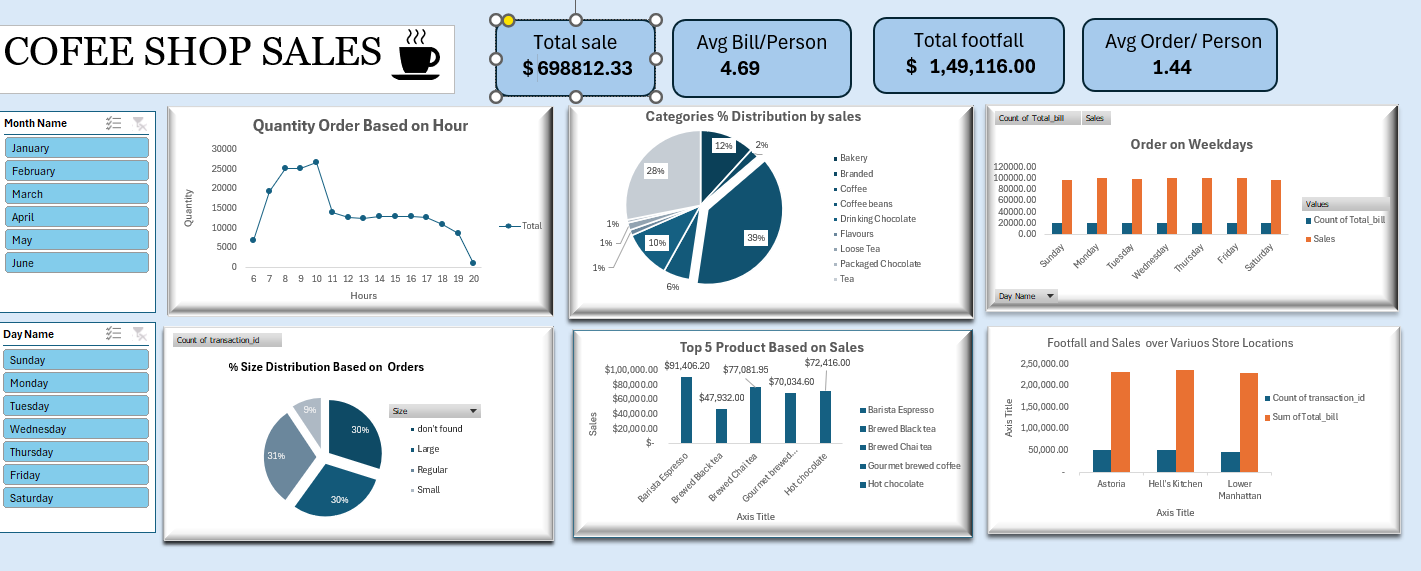 COFEE SHOP SALES
Total sale
$ 698812.33
Avg Bill/Person
4.69
Total footfall
$ 1,49,116.00
Avg Order/ Person
1.44
Month Name
January
February
March
April
May
June
Day Name
Sunday
Monday
Tuesday
Wednesday
Thursday
Friday
Saturday
Quantity Order Based on Hour
30000
25000
20000
15000
10000
5000
0
Quantity
6 7 8 9 10 11 12 13 14 15 16 17 18 19 20
Hours
Total
Categories % Distribution by sales
12%
2%
28%
39%
1%
1%
1%
10%
6%
Bakery
Branded
Coffee
Coffee beans
Drinking Chocolate
Flavours
Loose Tea
Packaged Chocolate
Tea
Count of Total_bill Sales
Order on Weekdays
120000.00
100000.00
80000.00
60000.00
40000.00
20000.00
0.00
Sunday
Monday
Tuesday
Wednesday
Thursday
Friday
Saturday
Values
Count of Total_bill
Sales
Day Name
Count of transaction_id
% Size Distribution Based on Orders
9%
30%
31%
30%
Size
don't found
Large
Regular
Small
Top 5 Product Based on Sales
$1,00,000.00
$80,000.00
$60,000.00
$40,000.00
$20,000.00
$-
Sales
$91,406.20
$47,932.00
$77,081.95
$70,034.60
$72,416.00
Barista Espresso
Brewed Black tea
Brewed Chai tea
Gourmet brewed...
Hot chocolate
Axis Title
Barista Espresso
Brewed Black tea
Brewed Chai tea
Gourmet brewed coffee
Hot chocolate
Footfall and Sales over Variuos Store Locations
2,50,000.00
2,00,000.00
1,50,000.00
1,00,000.00
50,000.00
-
Axis Title
Astoria
Hell's Kitchen
Lower
Manhattan
Axis Title
Count of transaction_id
Sum of Total_bill